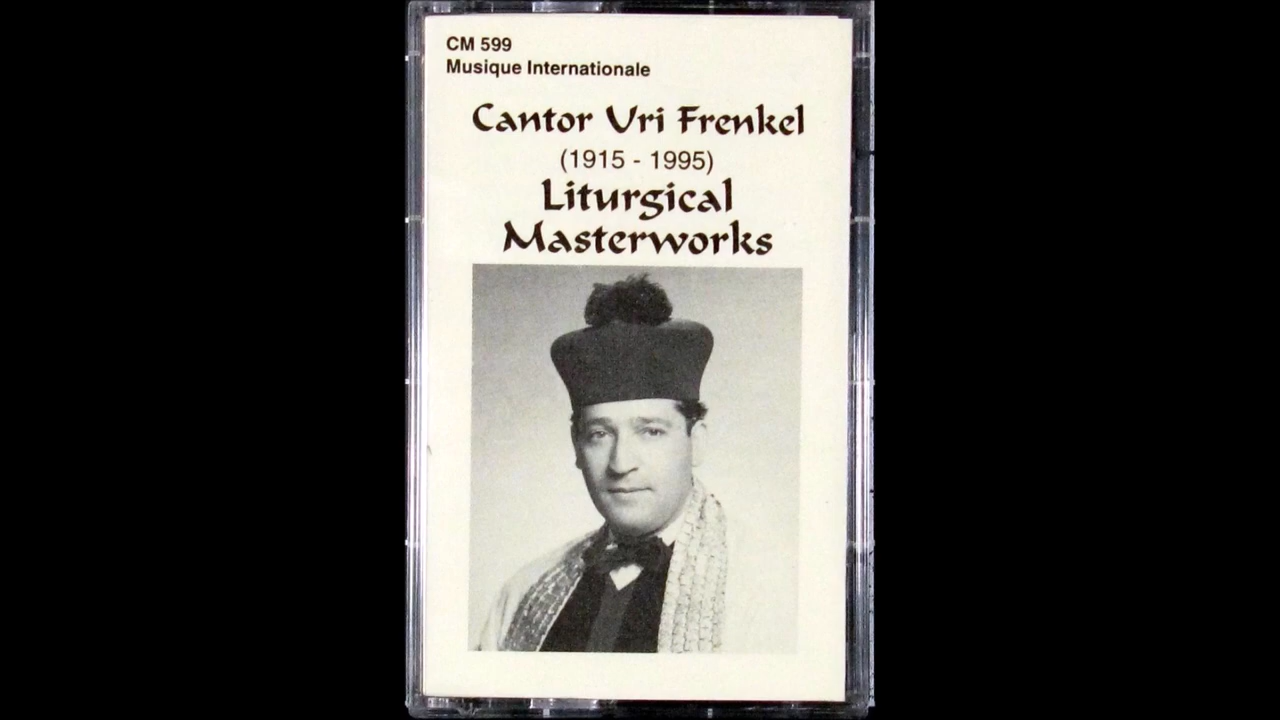 CM 599
Musique Internationale
Cantor Uri Frenkel
(1915 - 1995)
Liturgical
Masterworks